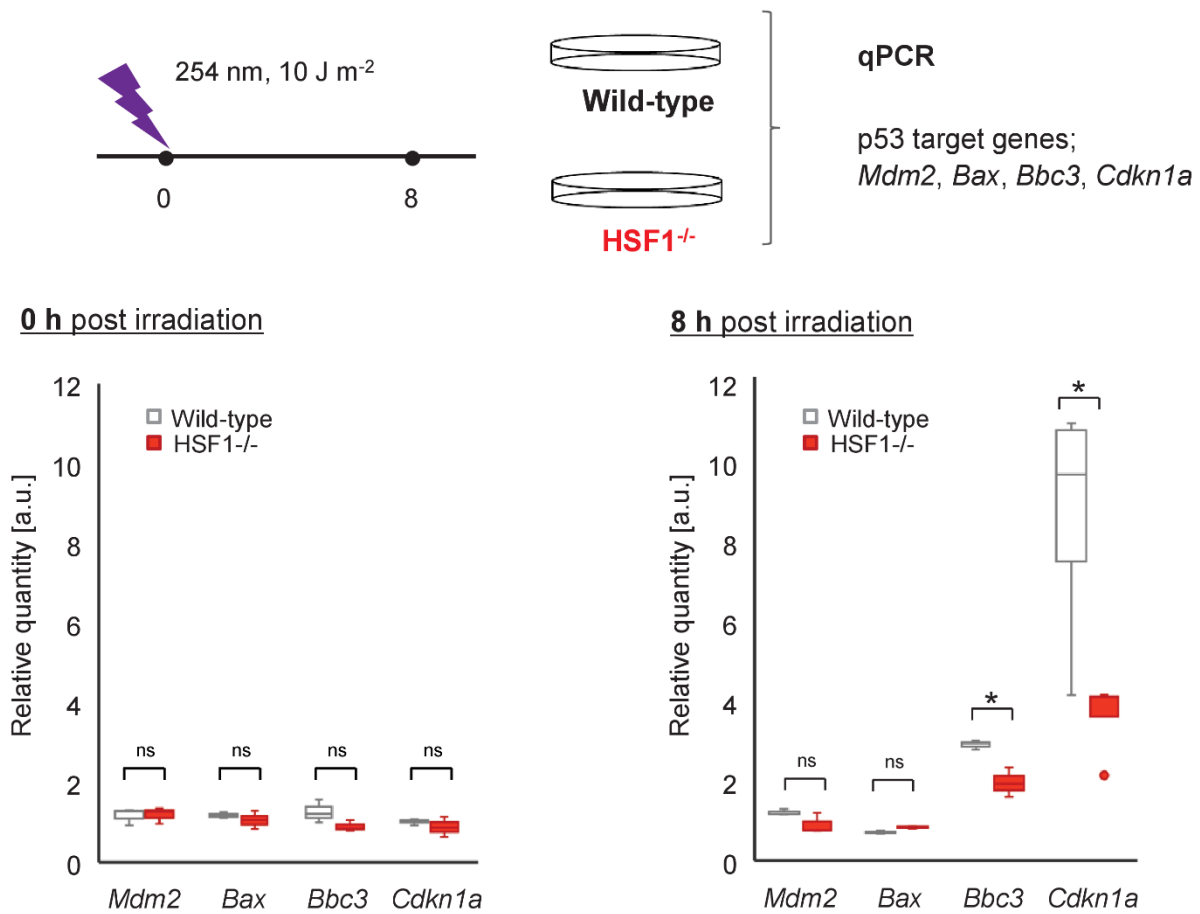 254 nm, 10 J m-2
0
8
Wild-type
HSF1-/-
qPCR
p53 target genes;
Mdm2, Bax, Bbc3, Cdkn1a
0 h post irradiation
Relative quantity [a.u.]
12
10
8
6
4
2
0
Wild-type
HSF1-/-
ns
ns
ns
ns
Mdm2
Bax
Bbc3
Cdkn1a
8 h post irradiation
Relative quantity [a.u.]
12
10
8
6
4
2
0
Wild-type
HSF1-/-
ns
ns
*
*
Mdm2
Bax
Bbc3
Cdkn1a